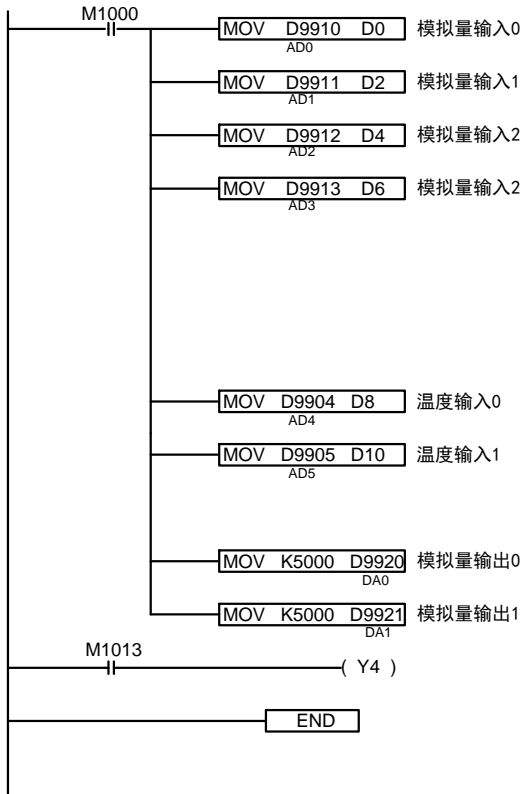 M1000
MOV D9910 D0 模拟量输入0
AD0
MOV D9911 D2 模拟量输入1
AD1
MOV D9912 D4 模拟量输入2
AD2
MOV D9913 D6 模拟量输入2
AD3
MOV D9904 D8 温度输入0
AD4
MOV D9905 D10 温度输入1
AD5
MOV K5000 D9920 模拟量输出0
DA0
MOV K5000 D9921 模拟量输出1
DA1
M1013
( Y4 )
END